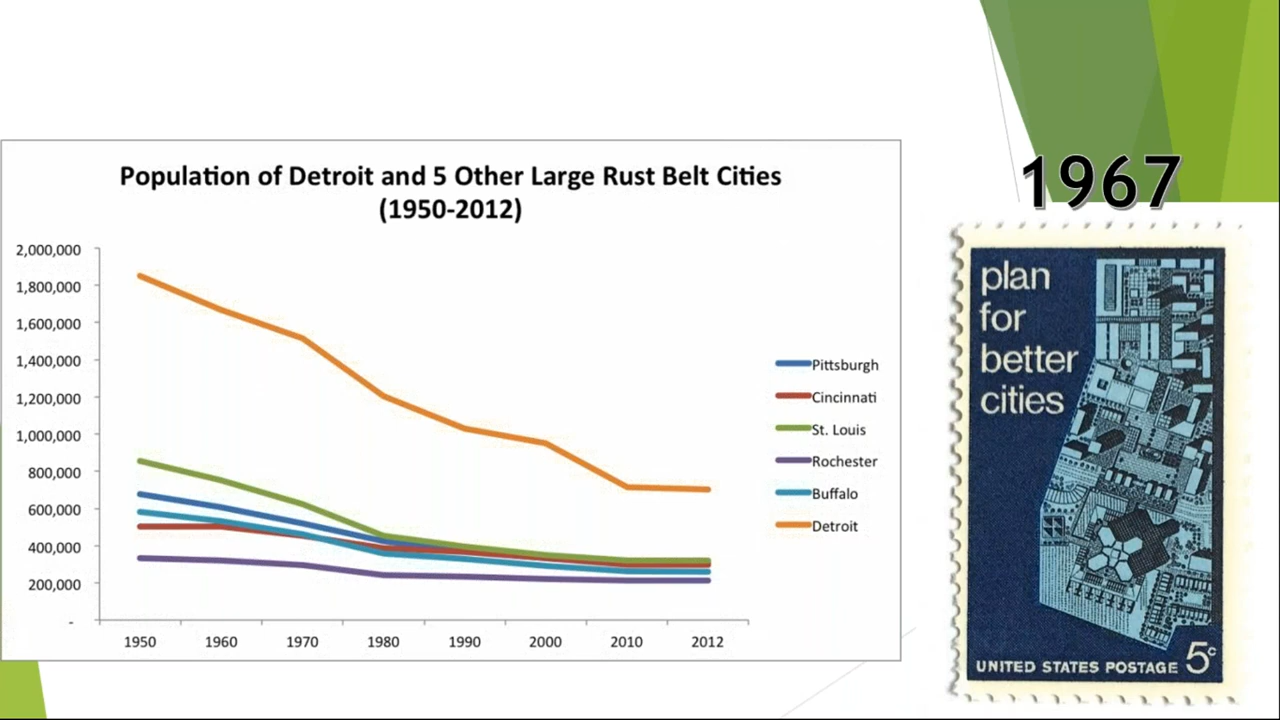 Population of Detroit and 5 Other Large Rust Belt Cities
(1950-2012)
2,000,000
1,800,000
1,600,000
1,400,000
1,200,000
1,000,000
800,000
600,000
400,000
200,000
-
1950 1960 1970 1980 1990 2000 2010 2012
Pittsburgh
Cincinnati
St. Louis
Rochester
Buffalo
Detroit
1967
plan
for
better
cities
UNITED STATES POSTAGE 5c